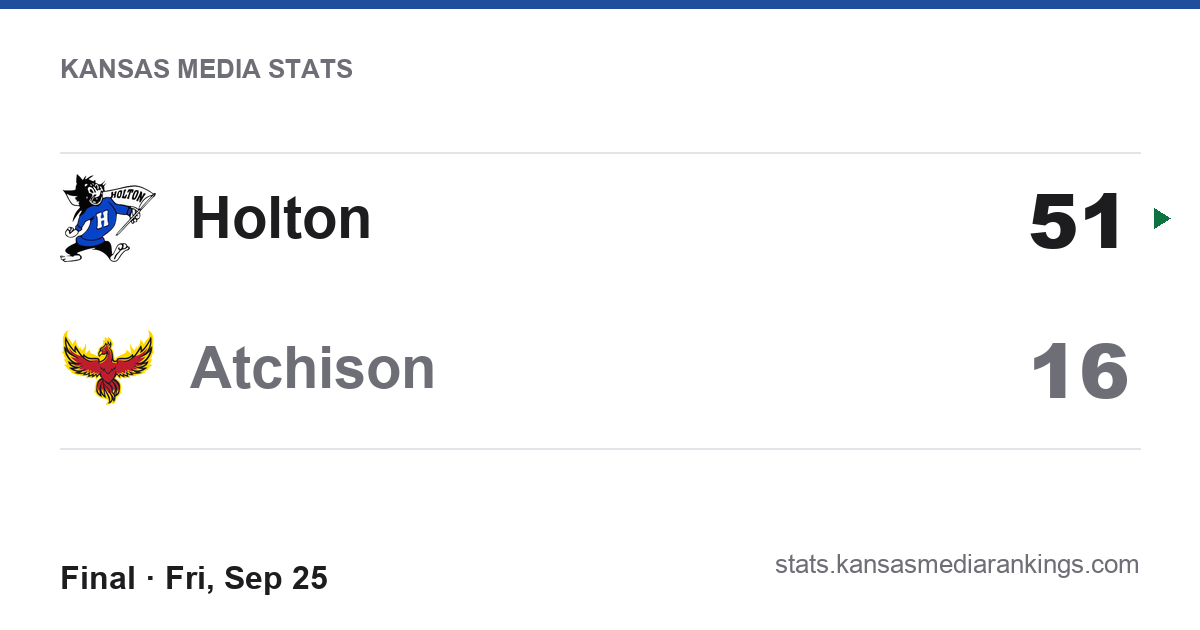 KANSAS MEDIA STATS
HOLTON
H
Holton
51
Atchison
16
Final · Fri, Sep 25
stats.kansasmediarankings.com